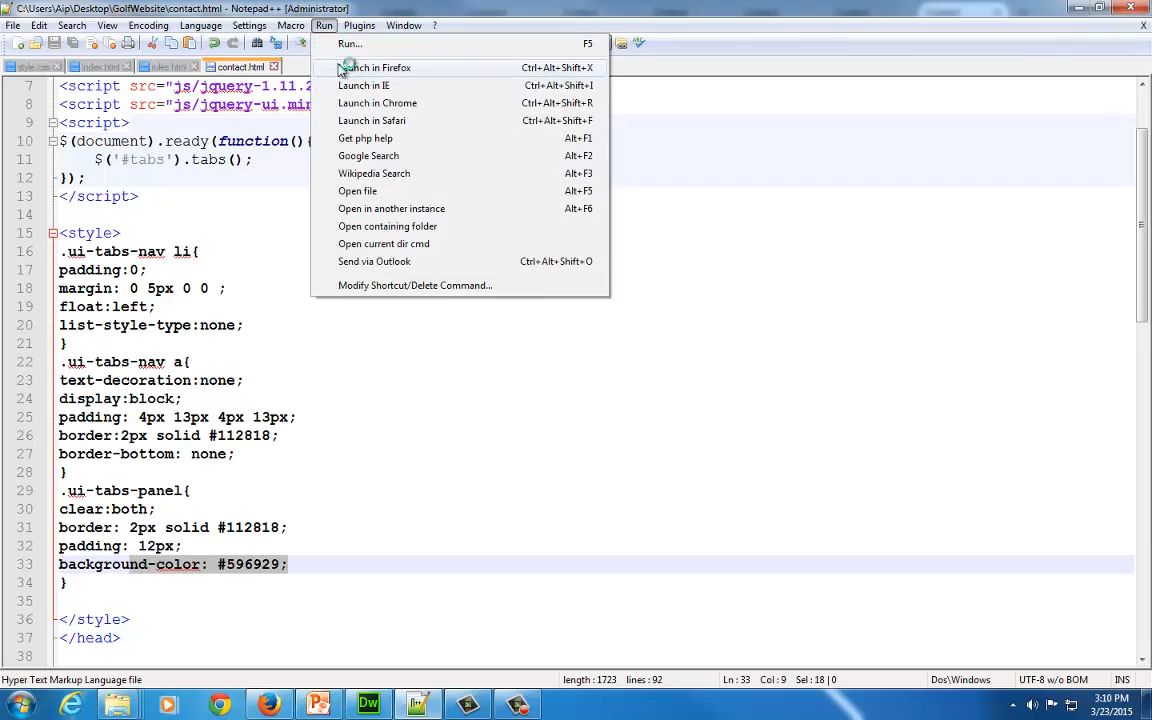 C:\Users\Aip\Desktop\GolfWebsite\contact.html - Notepad++ [Administrator]
File Edit Search View Encoding Language Settings Macro Run Plugins Window ? X
style.css index.html rules.html contact.html
Run... F5
Launch in Firefox Ctrl+Alt+Shift+X
Launch in IE Ctrl+Alt+Shift+I
Launch in Chrome Ctrl+Alt+Shift+R
Launch in Safari Ctrl+Alt+Shift+F
Get php help Alt+F1
Google Search Alt+F2
Wikipedia Search Alt+F3
Open file Alt+F5
Open in another instance Alt+F6
Open containing folder
Open current dir cmd
Send via Outlook Ctrl+Alt+Shift+O
Modify Shortcut/Delete Command...
7 <script src="js/jquery-1.11.2
8 <script src="js/jquery-ui.min
9 <script>
10 $(document).ready(function(){
11 $('#tabs').tabs();
12 });
13 </script>
14
15 <style>
16 .ui-tabs-nav li{
17 padding:0;
18 margin: 0 5px 0 0 ;
19 float:left;
20 list-style-type:none;
21 }
22 .ui-tabs-nav a{
23 text-decoration:none;
24 display:block;
25 padding: 4px 13px 4px 13px;
26 border:2px solid #112818;
27 border-bottom: none;
28 }
29 .ui-tabs-panel{
30 clear:both;
31 border: 2px solid #112818;
32 padding: 12px;
33 background-color: #596929;
34 }
35
36 </style>
37 </head>
38
Hyper Text Markup Language file length : 1723 lines : 92 Ln : 33 Col : 9 Sel : 18 | 0 Dos\Windows UTF-8 w/o BOM INS
3:10 PM
3/23/2015